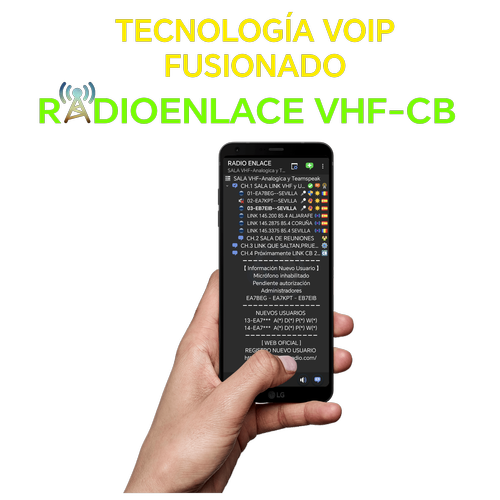 TECNOLOGÍA VOIP
FUSIONADO
RADIOENLACE VHF-CB
RADIO ENLACE
SALA VHF-Analogica y T...
SALA VHF-Analogica y Teamspeak
CH.1 SALA LINK VHF y U...
01-EA7BEG--SEVILLA
02-EA7KPT--SEVILLA
03-EB7EIB--SEVILLA
LINK 145.200 85.4 ALJARAFE
LINK 145.2875 85.4 CORUÑA
LINK 145.3375 85.4 SEVILLA
CH.2 SALA DE REUNIONES
CH.3 LINK QUE SALTAN,PRUE...
CH.4 Próximamente LINK CB 2...
[ Información Nuevo Usuario ]
Micrófono inhabilitado
Pendiente autorización
Administradores
EA7BEG - EA7KPT - EB7EIB
NUEVOS USUARIOS
13-EA7*** A(*) D(*) P(*) W(*)
14-EA7*** A(*) D(*) P(*) W(*)
[ WEB OFICIAL ]
REGISTRO NUEVO USUARIO
LG